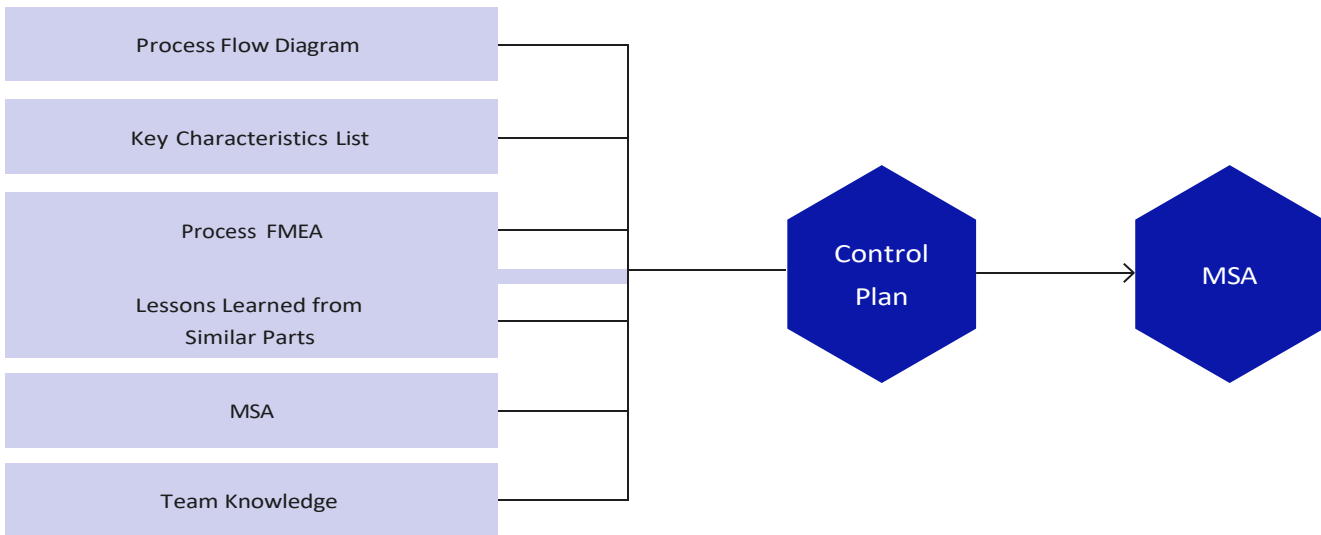 Process Flow Diagram
Key Characteristics List
Process FMEA
Lessons Learned from
Similar Parts
MSA
Team Knowledge
Control
Plan
MSA